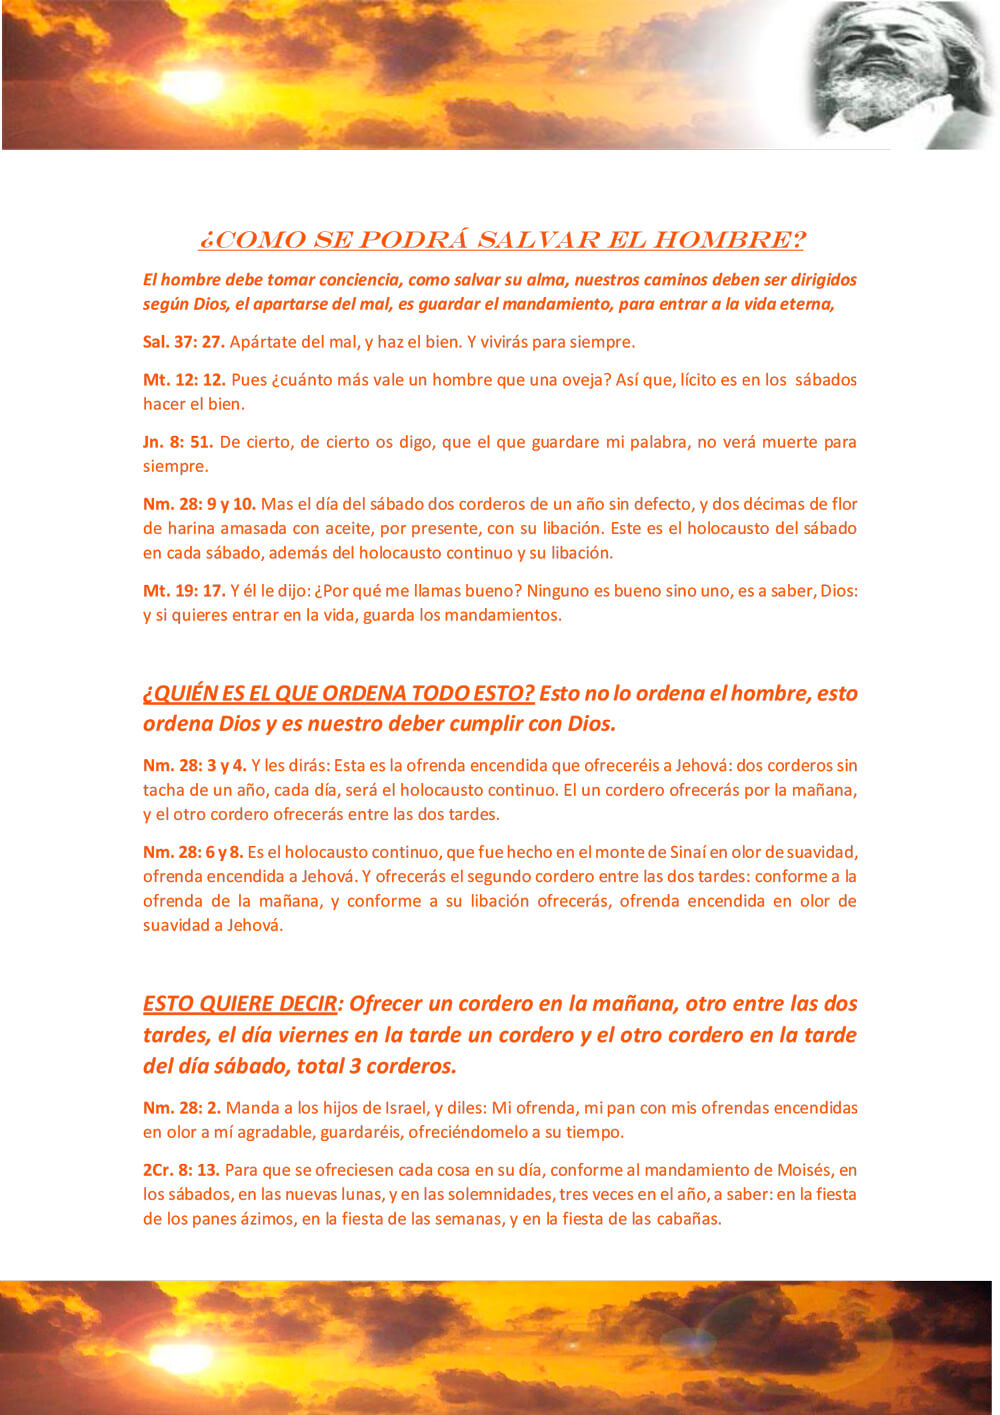 ¿COMO SE PODRÁ SALVAR EL HOMBRE?
El hombre debe tomar conciencia, como salvar su alma, nuestros caminos deben ser dirigidos
según Dios, el apartarse del mal, es guardar el mandamiento, para entrar a la vida eterna,
Sal. 37: 27. Apártate del mal, y haz el bien. Y vivirás para siempre.
Mt. 12: 12. Pues ¿cuánto más vale un hombre que una oveja? Así que, lícito es en los sábados
hacer el bien.
Jn. 8: 51. De cierto, de cierto os digo, que el que guardare mi palabra, no verá muerte para
siempre.
Nm. 28: 9 y 10. Mas el día del sábado dos corderos de un año sin defecto, y dos décimas de flor
de harina amasada con aceite, por presente, con su libación. Este es el holocausto del sábado
en cada sábado, además del holocausto continuo y su libación.
Mt. 19: 17. Y él le dijo: ¿Por qué me llamas bueno? Ninguno es bueno sino uno, es a saber, Dios:
y si quieres entrar en la vida, guarda los mandamientos.
¿QUIÉN ES EL QUE ORDENA TODO ESTO? Esto no lo ordena el hombre, esto
ordena Dios y es nuestro deber cumplir con Dios.
Nm. 28: 3 y 4. Y les dirás: Esta es la ofrenda encendida que ofreceréis a Jehová: dos corderos sin
tacha de un año, cada día, será el holocausto continuo. El un cordero ofrecerás por la mañana,
y el otro cordero ofrecerás entre las dos tardes.
Nm. 28: 6 y 8. Es el holocausto continuo, que fue hecho en el monte de Sinaí en olor de suavidad,
ofrenda encendida a Jehová. Y ofrecerás el segundo cordero entre las dos tardes: conforme a la
ofrenda de la mañana, y conforme a su libación ofrecerás, ofrenda encendida en olor de
suavidad a Jehová.
ESTO QUIERE DECIR: Ofrecer un cordero en la mañana, otro entre las dos
tardes, el día viernes en la tarde un cordero y el otro cordero en la tarde
del día sábado, total 3 corderos.
Nm. 28: 2. Manda a los hijos de Israel, y diles: Mi ofrenda, mi pan con mis ofrendas encendidas
en olor a mí agradable, guardaréis, ofreciéndomelo a su tiempo.
2Cr. 8: 13. Para que se ofreciesen cada cosa en su día, conforme al mandamiento de Moisés, en
los sábados, en las nuevas lunas, y en las solemnidades, tres veces en el año, a saber: en la fiesta
de los panes ázimos, en la fiesta de las semanas, y en la fiesta de las cabañas.